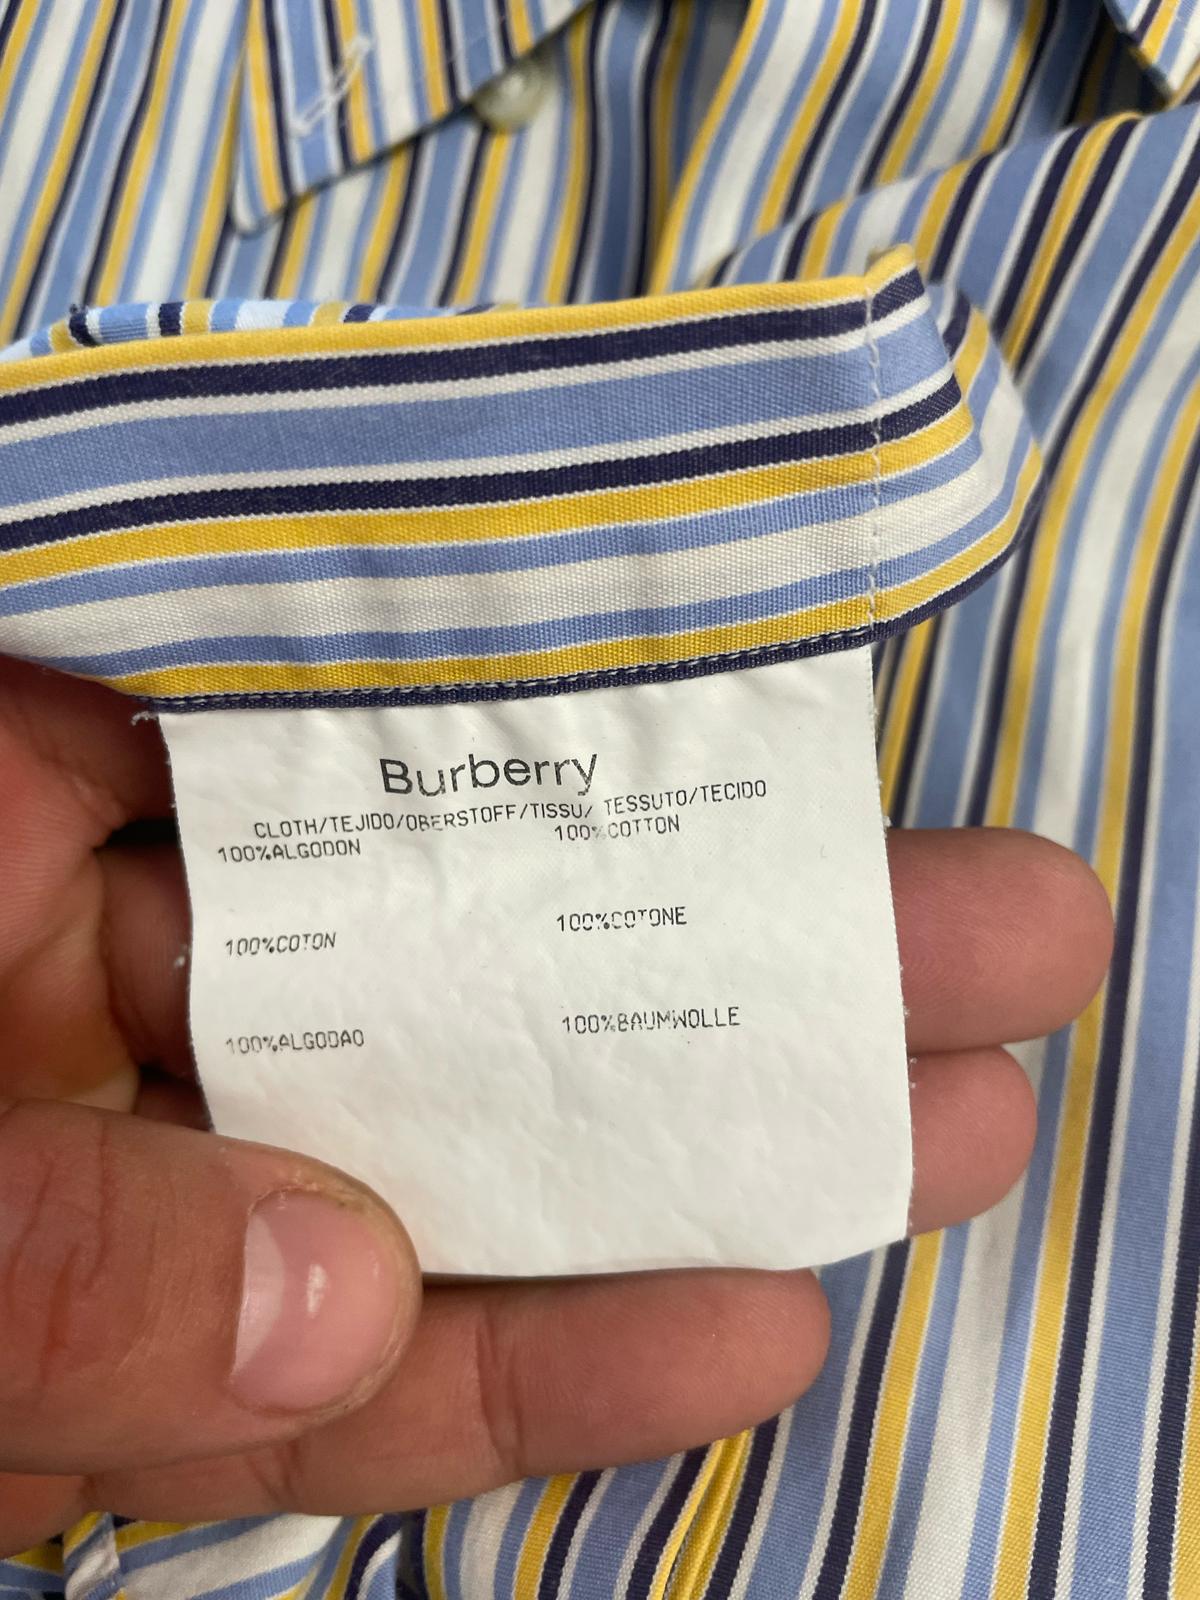 Burberry
CLOTH/TEJIDO/OBERSTOFF/TISSU/ TESSUTO/TECIDO
100%ALGODON
100%COTTON
100%COTON
100%COTONE
100%ALGODAO
100%BAUMWOLLE